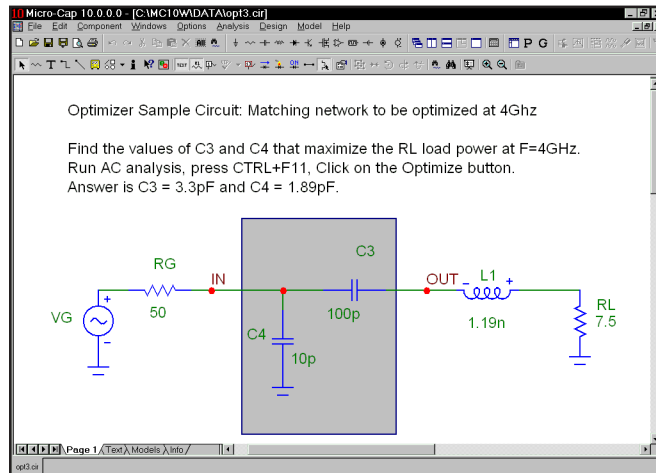 Micro-Cap 10.0.0.0 - [C:\MC10W\DATA\opt3.cir]
File Edit Component Windows Options Analysis Design Model Help
Optimizer Sample Circuit: Matching network to be optimized at 4Ghz
Find the values of C3 and C4 that maximize the RL load power at F=4GHz.
Run AC analysis, press CTRL+F11, Click on the Optimize button.
Answer is C3 = 3.3pF and C4 = 1.89pF.
C3
RG
IN
OUT
L1
VG
50
100p
1.19n
RL
7.5
C4
10p
Page 1 Text Models Info
opt3.cir